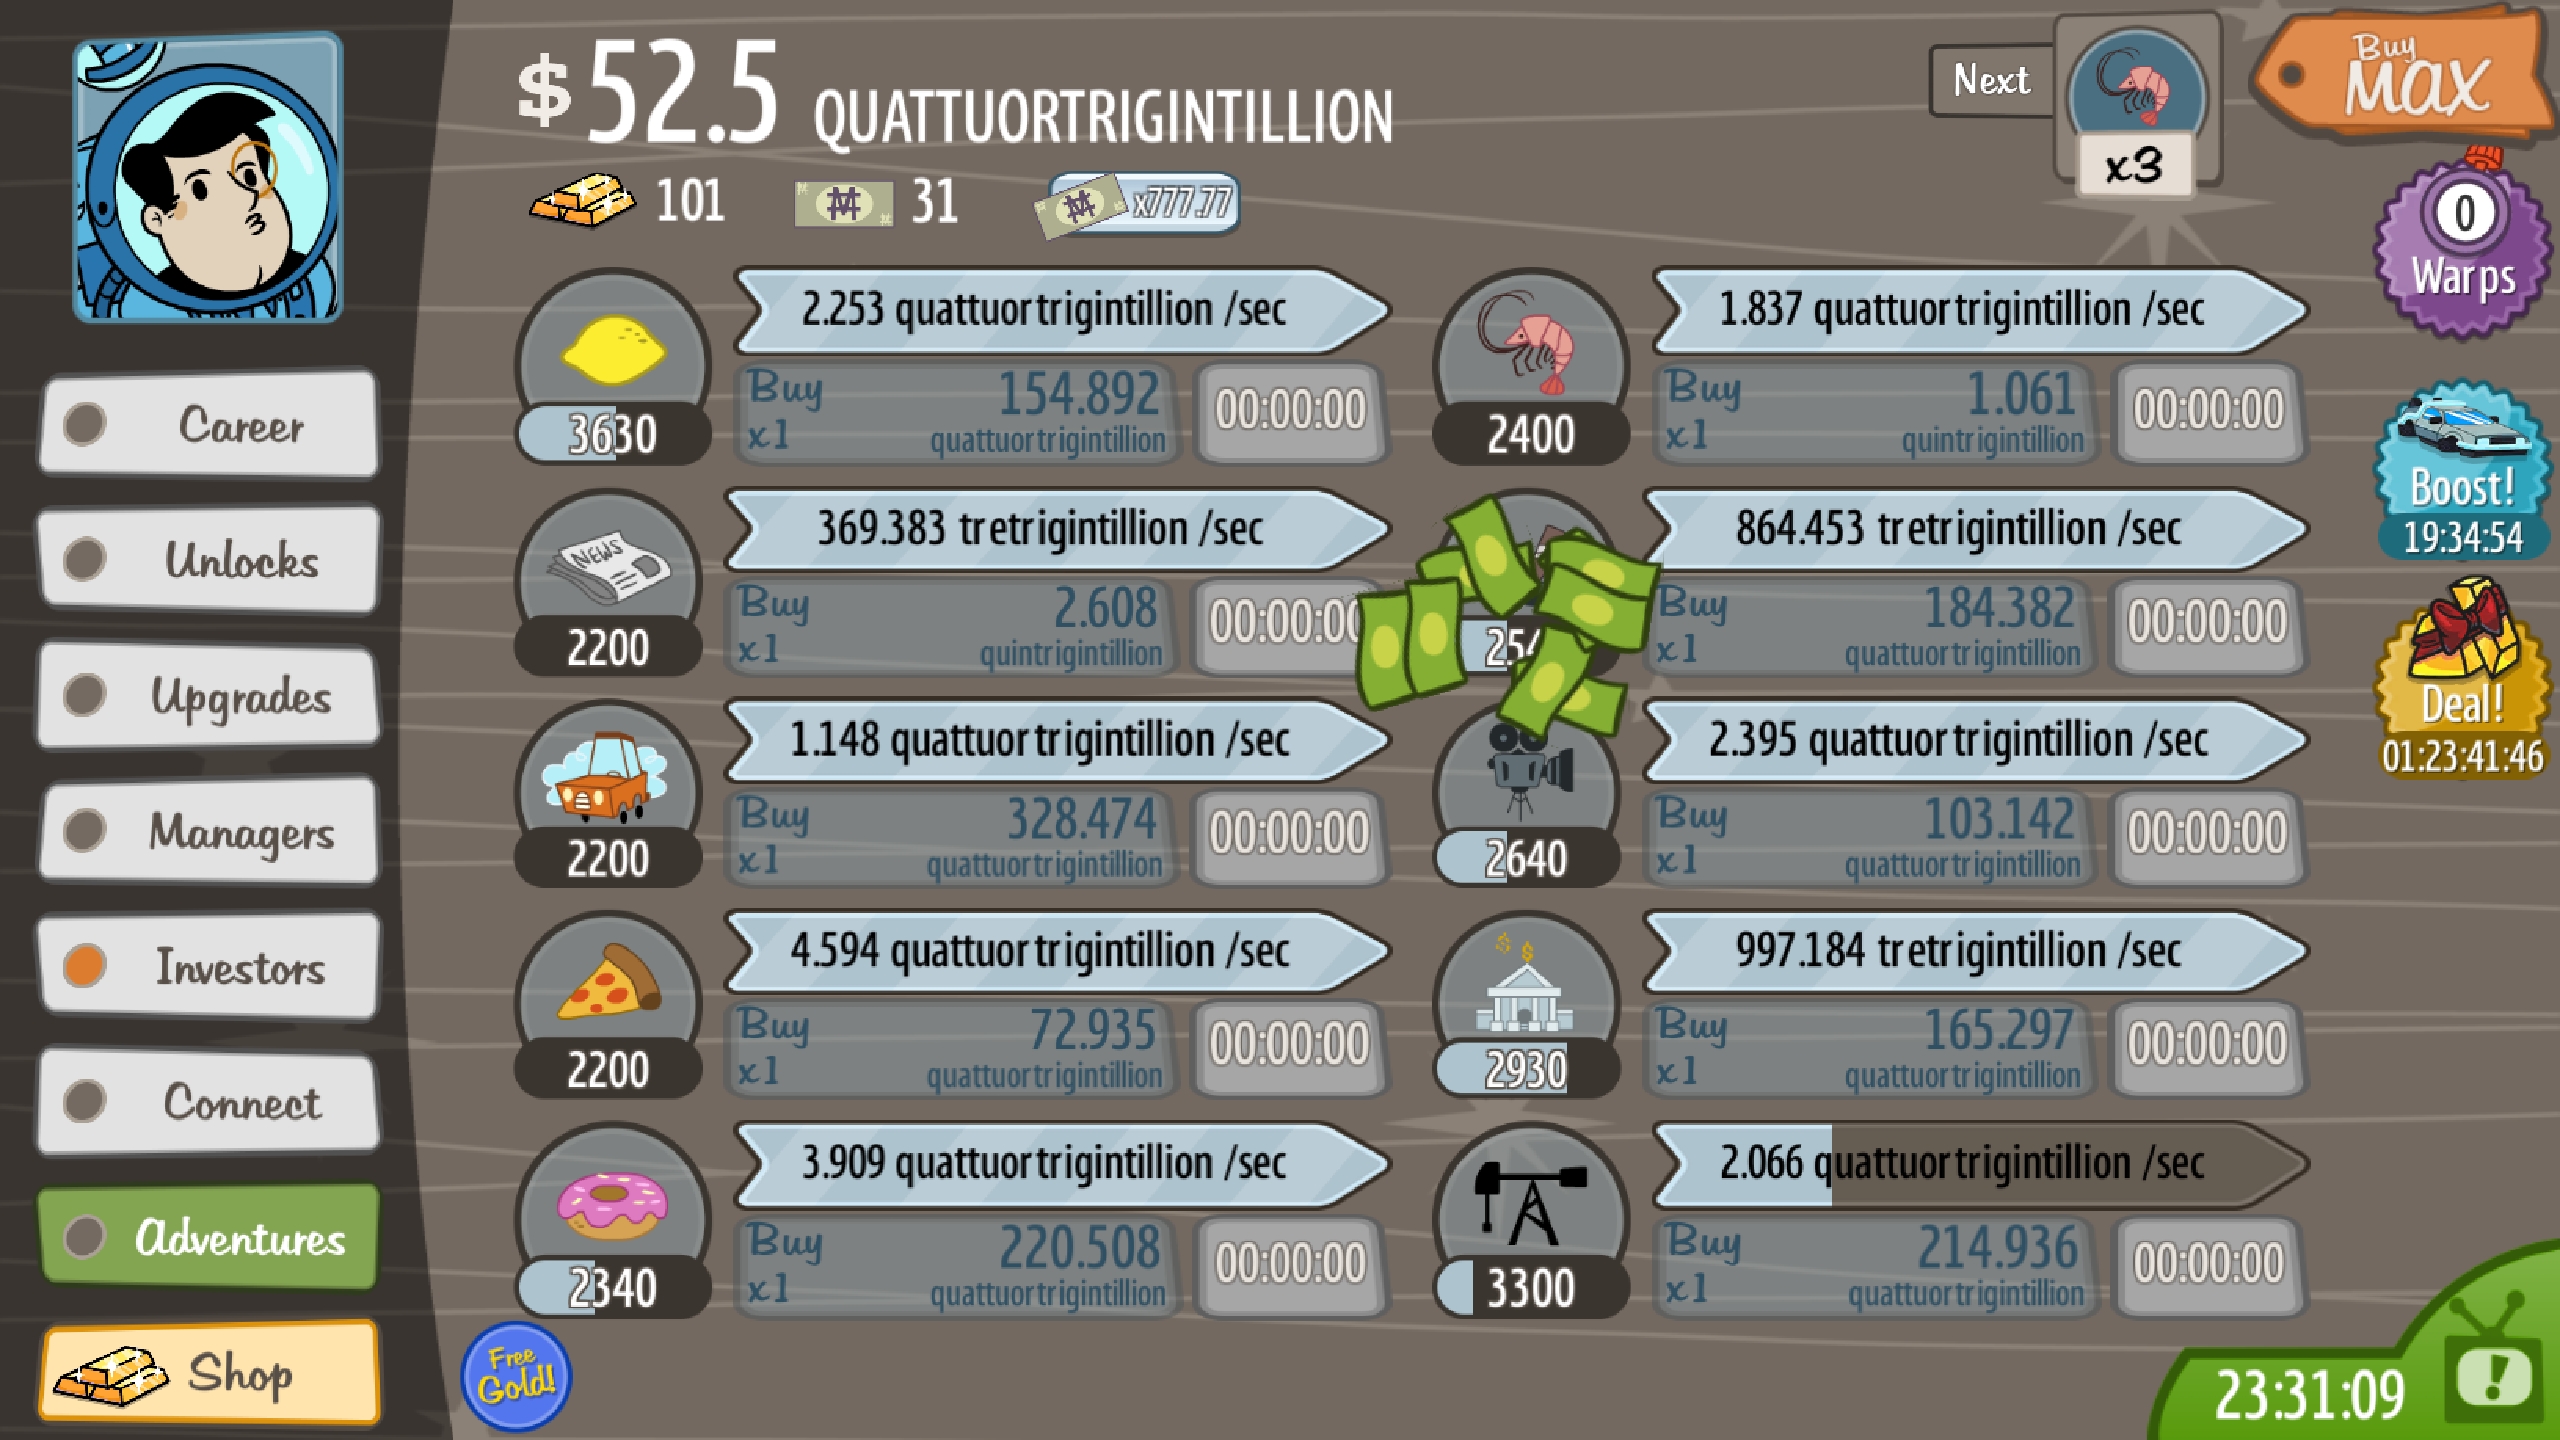 $52.5 QUATTUORTRIGINTILLION
101 31 x777.77
Next
x3
Buy
MAX
0
Warps
Boost!
19:34:54
Deal!
01:23:41:46
Career
Unlocks
Upgrades
Managers
Investors
Connect
Adventures
Shop
2.253 quattuortrigintillion /sec
3630
Buy
x1
154.892
quattuortrigintillion
00:00:00
1.837 quattuortrigintillion /sec
2400
Buy
x1
1.061
quintrigintillion
00:00:00
NEWS
369.383 tretrigintillion /sec
2200
Buy
x1
2.608
quintrigintillion
00:00:00
864.453 tretrigintillion /sec
Buy
x1
184.382
quattuortrigintillion
00:00:00
1.148 quattuortrigintillion /sec
2200
Buy
x1
328.474
quattuortrigintillion
00:00:00
2.395 quattuortrigintillion /sec
2640
Buy
x1
103.142
quattuortrigintillion
00:00:00
4.594 quattuortrigintillion /sec
2200
Buy
x1
72.935
quattuortrigintillion
00:00:00
997.184 tretrigintillion /sec
2930
Buy
x1
165.297
quattuortrigintillion
00:00:00
3.909 quattuortrigintillion /sec
2340
Buy
x1
220.508
quattuortrigintillion
00:00:00
2.066 quattuortrigintillion /sec
3300
Buy
x1
214.936
quattuortrigintillion
00:00:00
Free
Gold!
23:31:09
!